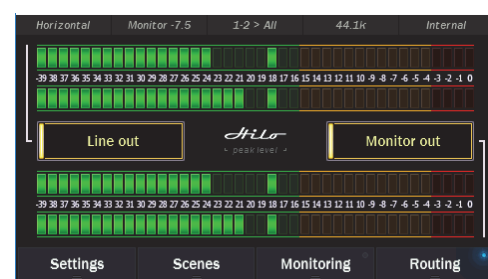 Horizontal Monitor -7.5 1-2 > All 44.1k Internal
-39 38 37 36 35 34 33 32 31 30 29 28 27 26 25 24 23 22 21 20 19 18 17 16 15 14 13 12 11 10 -9 -8 -7 -6 -5 -4 -3 -2 -1 0
Line out Hilo Monitor out
peak level
-39 38 37 36 35 34 33 32 31 30 29 28 27 26 25 24 23 22 21 20 19 18 17 16 15 14 13 12 11 10 -9 -8 -7 -6 -5 -4 -3 -2 -1 0
Settings Scenes Monitoring Routing